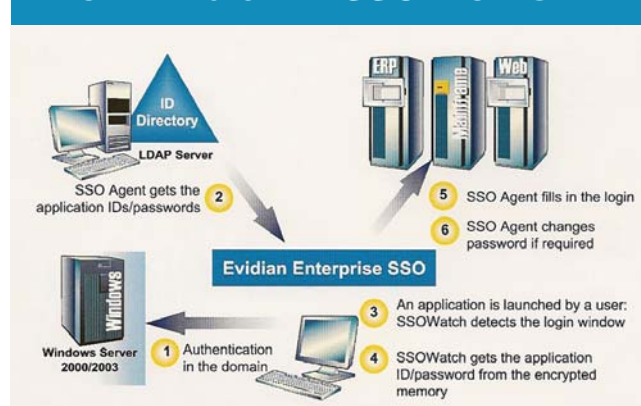 ERP
Mainframe
Web
ID
Directory
LDAP Server
SSO Agent gets the
application IDs/passwords
2
5 SSO Agent fills in the login
6 SSO Agent changes
password if required
Evidian Enterprise SSO
Windows
Windows Server
2000/2003
1 Authentication
in the domain
3 An application is launched by a user:
SSOWatch detects the login window
4 SSOWatch gets the application
ID/password from the encrypted
memory